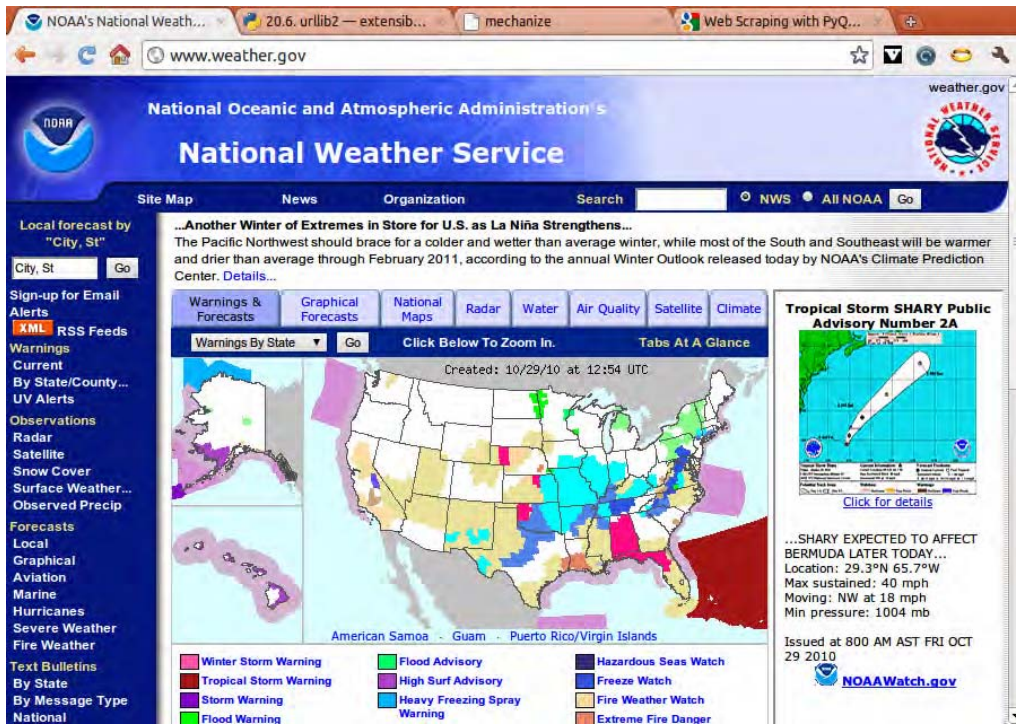 NOAA's National Weath...
20.6. urllib2 — extensib...
mechanize
Web Scraping with PyQ...
www.weather.gov
weather.gov
NOAA
National Oceanic and Atmospheric Administration's
National Weather Service
NATIONAL WEATHER SERVICE
Site Map News Organization Search NWS All NOAA Go
Local forecast by
"City, St"
City, St Go
Sign-up for Email
Alerts
XML RSS Feeds
Warnings
Current
By State/County...
UV Alerts
Observations
Radar
Satellite
Snow Cover
Surface Weather...
Observed Precip
Forecasts
Local
Graphical
Aviation
Marine
Hurricanes
Severe Weather
Fire Weather
Text Bulletins
By State
By Message Type
National
...Another Winter of Extremes in Store for U.S. as La Niña Strengthens...
The Pacific Northwest should brace for a colder and wetter than average winter, while most of the South and Southeast will be warmer
and drier than average through February 2011, according to the annual Winter Outlook released today by NOAA's Climate Prediction
Center. Details...
Warnings & Forecasts Graphical Forecasts National Maps Radar Water Air Quality Satellite Climate
Warnings By State Go Click Below To Zoom In. Tabs At A Glance
Created: 10/29/10 at 12:54 UTC
American Samoa - Guam - Puerto Rico/Virgin Islands
Winter Storm Warning Flood Advisory Hazardous Seas Watch
Tropical Storm Warning High Surf Advisory Freeze Watch
Storm Warning Heavy Freezing Spray Warning Fire Weather Watch
Flood Warning Extreme Fire Danger
Tropical Storm SHARY Public
Advisory Number 2A
Click for details
...SHARY EXPECTED TO AFFECT
BERMUDA LATER TODAY...
Location: 29.3°N 65.7°W
Max sustained: 40 mph
Moving: NW at 18 mph
Min pressure: 1004 mb
Issued at 800 AM AST FRI OCT
29 2010
NOAAWatch.gov